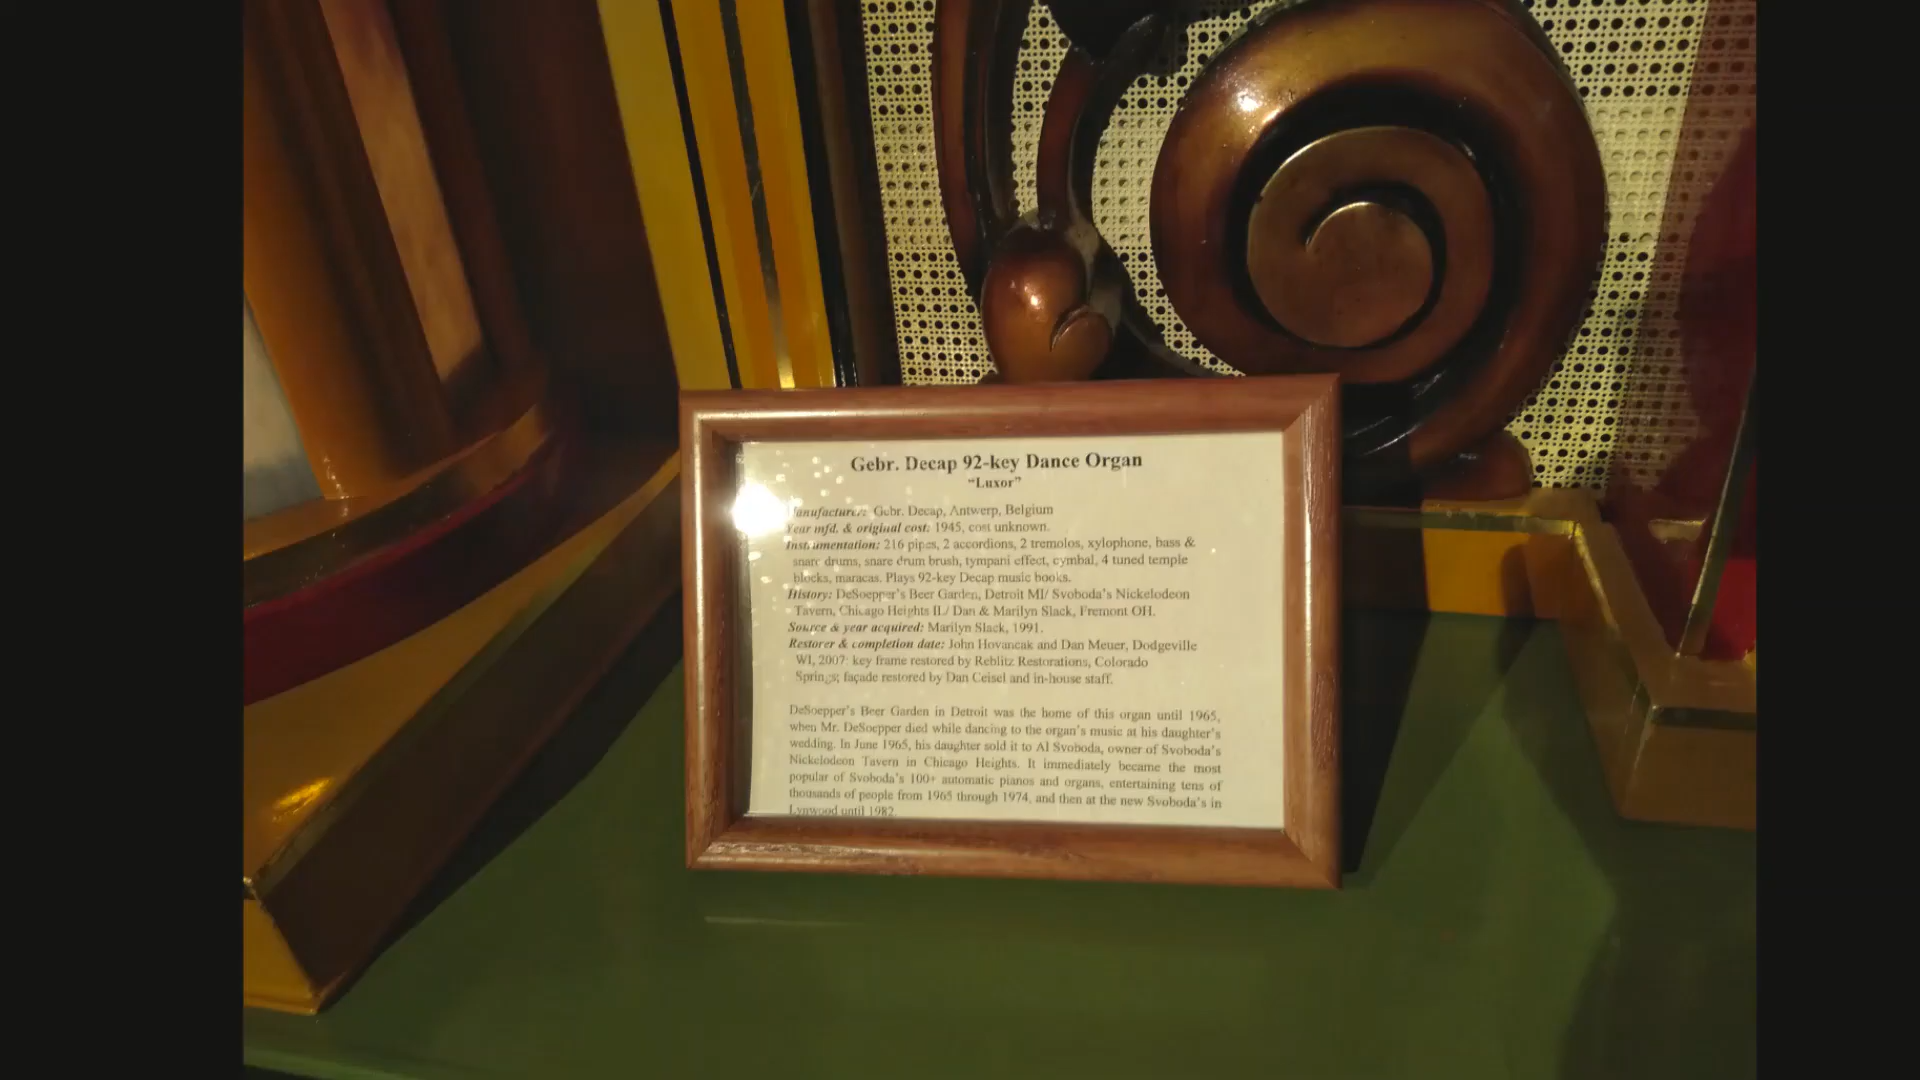 Gebr. Decap 92-key Dance Organ
“Luxor”
Manufacturer: Gebr. Decap, Antwerp, Belgium
Year mfd. & original cost: 1945, cost unknown.
Instrumentation: 216 pipes, 2 accordions, 2 tremolos, xylophone, bass &
snare drums, snare drum brush, tympani effect, cymbal, 4 tuned temple
blocks, maracas. Plays 92-key Decap music books.
History: DeSoepper’s Beer Garden, Detroit MI/ Svoboda’s Nickelodeon
Tavern, Chicago Heights IL/ Dan & Marilyn Slack, Fremont OH.
Source & year acquired: Marilyn Slack, 1991.
Restorer & completion date: John Hovancak and Dan Meuer, Dodgeville
WI, 2007; key frame restored by Reblitz Restorations, Colorado
Springs; façade restored by Dan Ceisel and in-house staff.
DeSoepper’s Beer Garden in Detroit was the home of this organ until 1965,
when Mr. DeSoepper died while dancing to the organ’s music at his daughter’s
wedding. In June 1965, his daughter sold it to Al Svoboda, owner of Svoboda’s
Nickelodeon Tavern in Chicago Heights. It immediately became the most
popular of Svoboda’s 100+ automatic pianos and organs, entertaining tens of
thousands of people from 1965 through 1974, and then at the new Svoboda’s in
Lynwood until 1982.